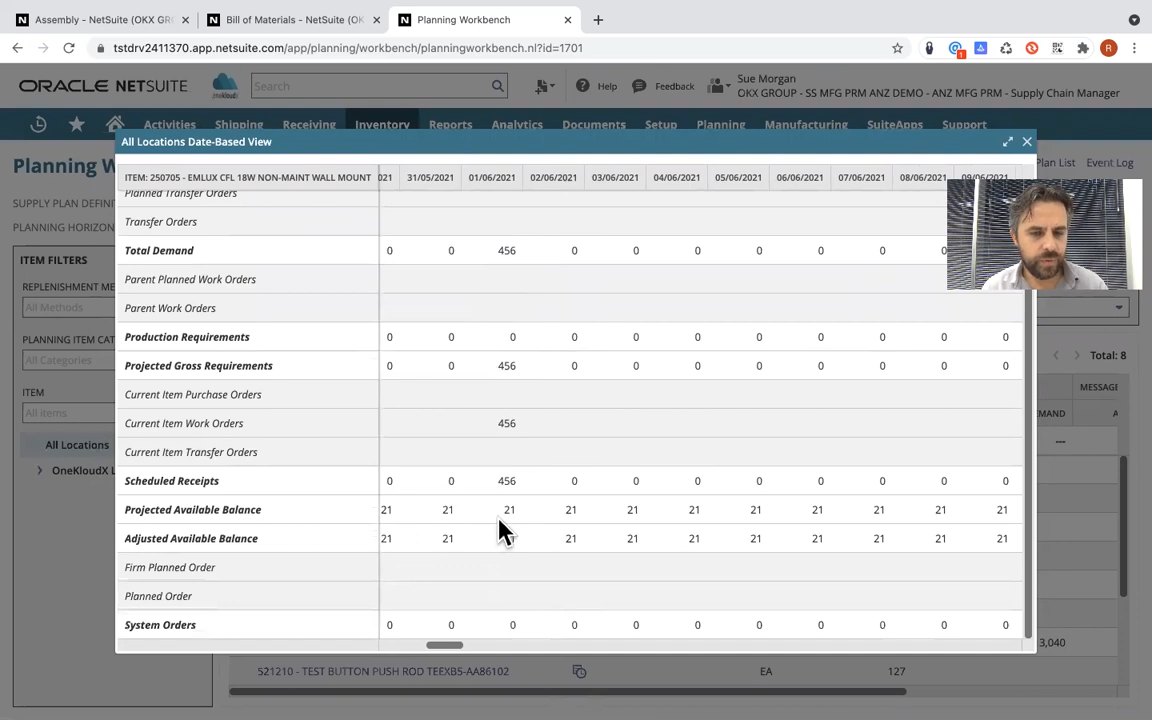 Assembly - NetSuite (OKX GR
Bill of Materials - NetSuite (OK
Planning Workbench
tstdrv2411370.app.netsuite.com/app/planning/workbench/planningworkbench.nl?id=1701
1
R
ORACLE NETSUITE
onekloud
Search
Help
Feedback
Sue Morgan
OKX GROUP - SS MFG PRM ANZ DEMO - ANZ MFG PRM - Supply Chain Manager
Activities Shipping Receiving Inventory Reports Analytics Documents Setup Planning Manufacturing SuiteApps Support
Planning W
Plan List Event Log
SUPPLY PLAN DEFIN
PLANNING HORIZON
ITEM FILTERS
REPLENISHMENT ME
All Methods
PLANNING ITEM CAT
All Categories
ITEM
All items
All Locations
OneKloudX L
Total: 8
MESSAGE
EMAND
A
---
3,040
All Locations Date-Based View
ITEM: 250705 - EMLUX CFL 18W NON-MAINT WALL MOUNT 021 31/05/2021 01/06/2021 02/06/2021 03/06/2021 04/06/2021 05/06/2021 06/06/2021 07/06/2021 08/06/2021 09/06/2021
Planned Transfer Orders
Transfer Orders
Total Demand 0 0 456 0 0 0 0 0 0 0
Parent Planned Work Orders
Parent Work Orders
Production Requirements 0 0 0 0 0 0 0 0 0 0 0
Projected Gross Requirements 0 0 456 0 0 0 0 0 0 0 0
Current Item Purchase Orders
Current Item Work Orders 456
Current Item Transfer Orders
Scheduled Receipts 0 0 456 0 0 0 0 0 0 0 0
Projected Available Balance 21 21 21 21 21 21 21 21 21 21 21
Adjusted Available Balance 21 21 21 21 21 21 21 21 21 21
Firm Planned Order
Planned Order
System Orders 0 0 0 0 0 0 0 0 0 0 0
521210 - TEST BUTTON PUSH ROD TEEXB5-AA86102 EA 127